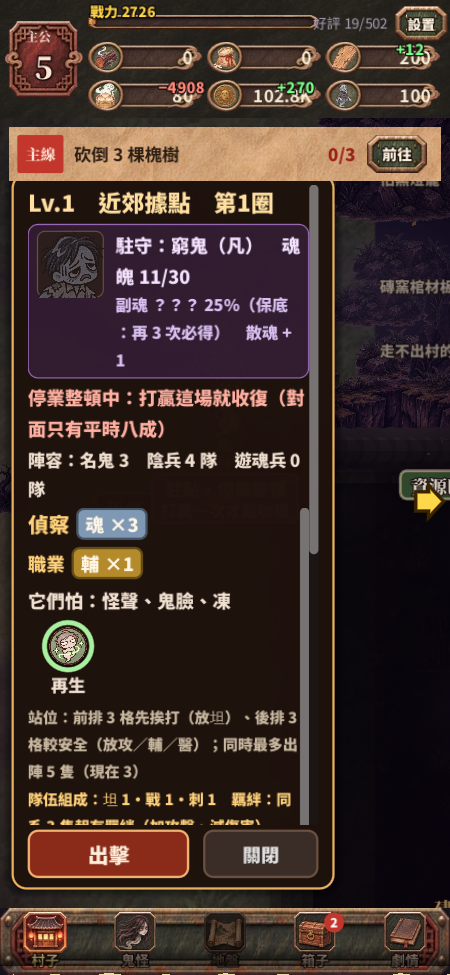 戰力.2726
主公
5
好評 19/502
設置
0
0
+12
200
-4908
80
+270
102.8K
100
主線
砍倒 3 棵槐樹
0/3
前往
Lv.1 近郊據點 第1圈
駐守：窮鬼（凡） 魂
魄 11/30
副魂 ？？？ 25%（保底
：再 3 次必得） 散魂 +
1
磚窯棺材板
走不出村的
停業整頓中：打贏這場就收復（對
面只有平時八成）
陣容：名鬼 3 陰兵 4 隊 遊魂兵 0
隊
資源
偵察 魂 ×3
職業 輔 ×1
它們怕：怪聲、鬼臉、凍
再生
站位：前排 3 格先挨打（放坦）、後排 3
格較安全（放攻／輔／醫）；同時最多出
陣 5 隻（現在 3）
隊伍組成：坦 1・戰 1・刺 1 羈絆：同
出擊
關閉
村子
鬼怪
地盤
2
箱子
劇情